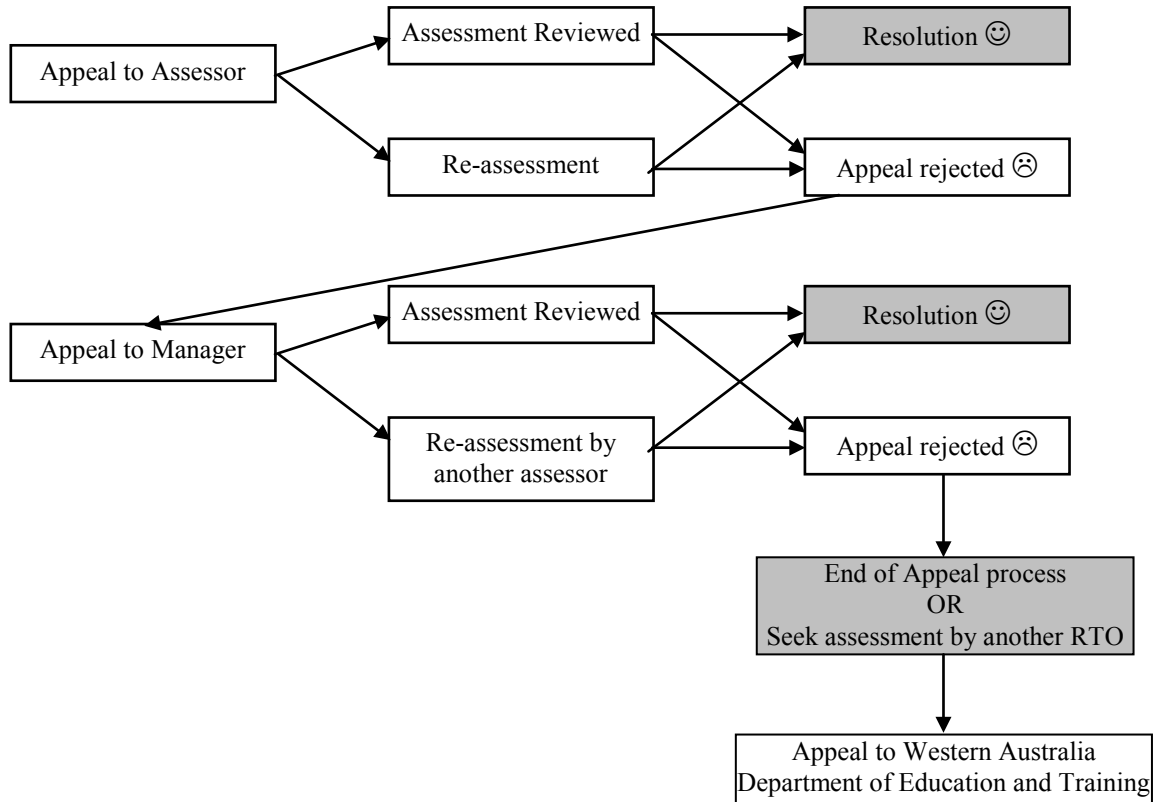 Assessment Reviewed
Resolution ☺
Appeal to Assessor
Re-assessment
Appeal rejected ☹
Assessment Reviewed
Resolution ☺
Appeal to Manager
Re-assessment by
another assessor
Appeal rejected ☹
End of Appeal process
OR
Seek assessment by another RTO
Appeal to Western Australia
Department of Education and Training